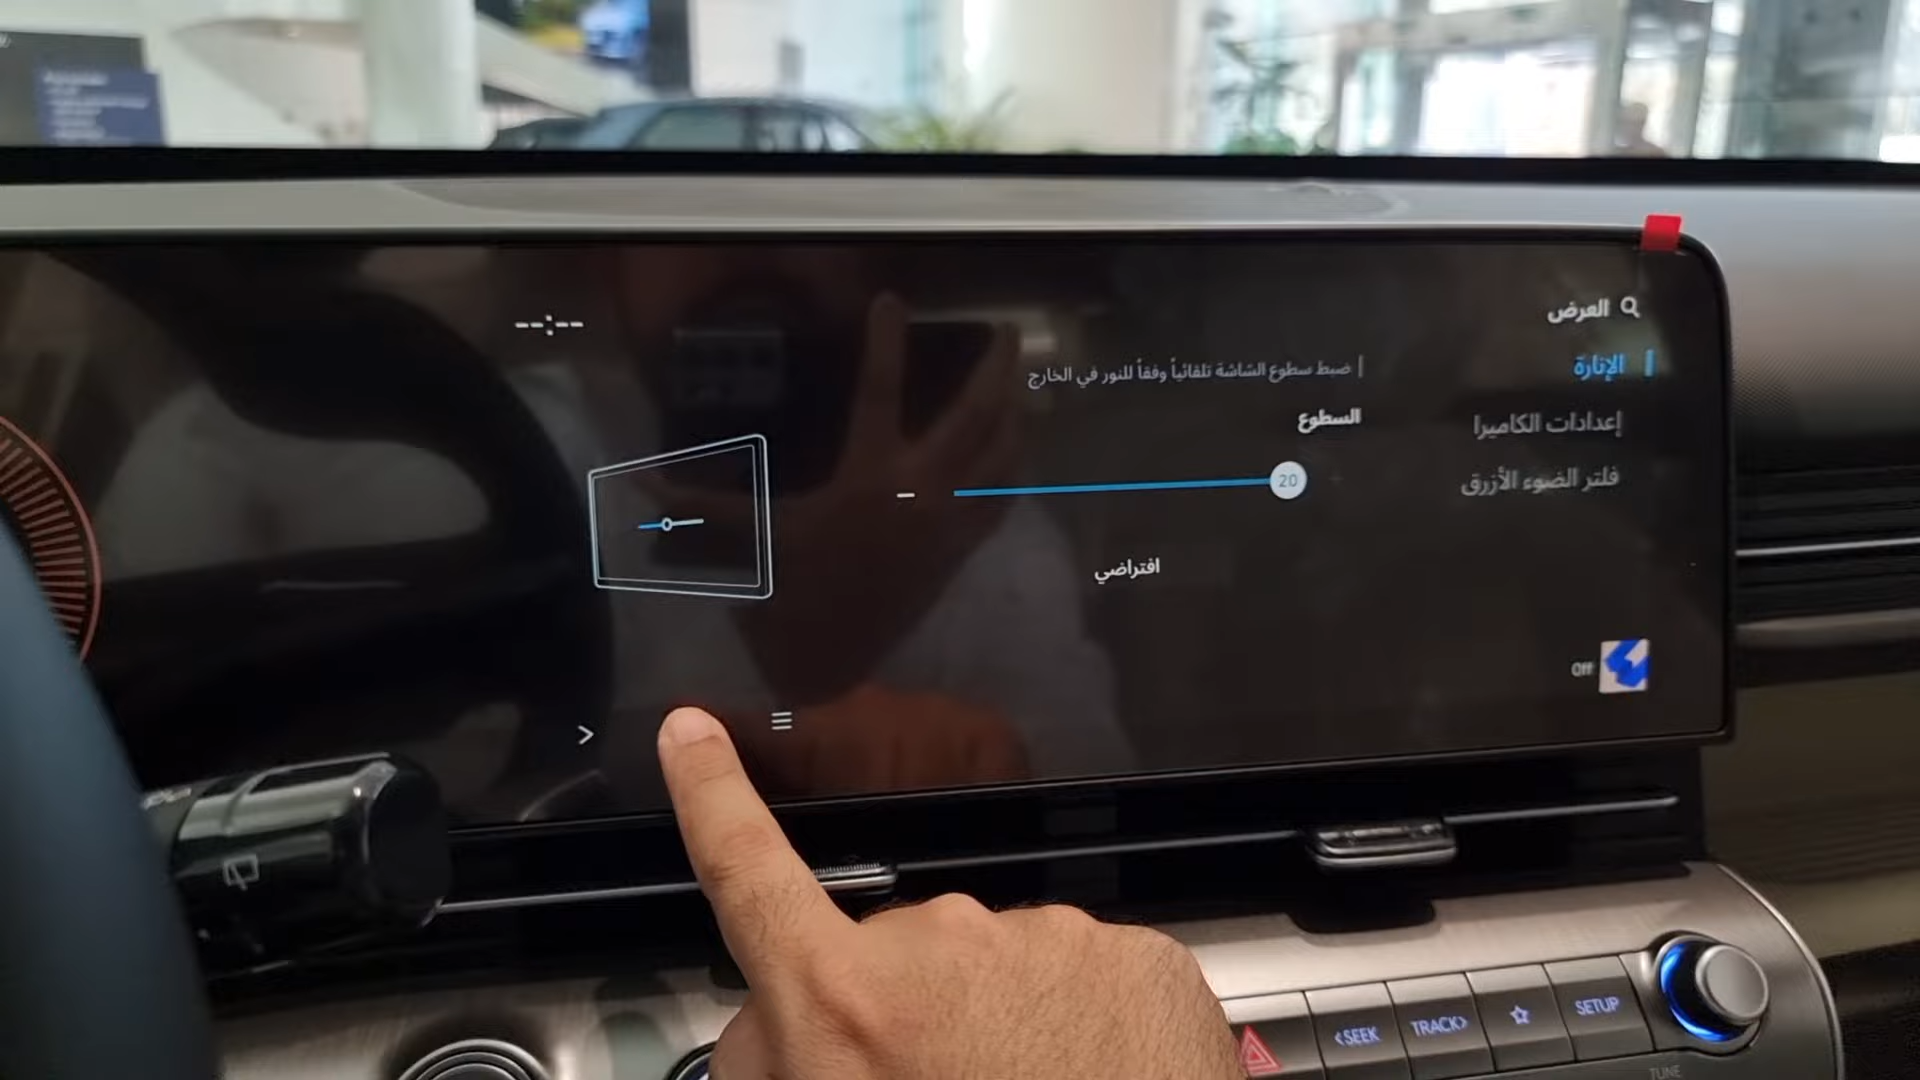 --:--
العرض
الإنارة
إعدادات الكاميرا
فلتر الضوء الأزرق
ضبط سطوع الشاشة تلقائياً وفقاً للنور في الخارج
السطوع
20
افتراضي
Off
<SEEK
TRACK>
SETUP
TUNE